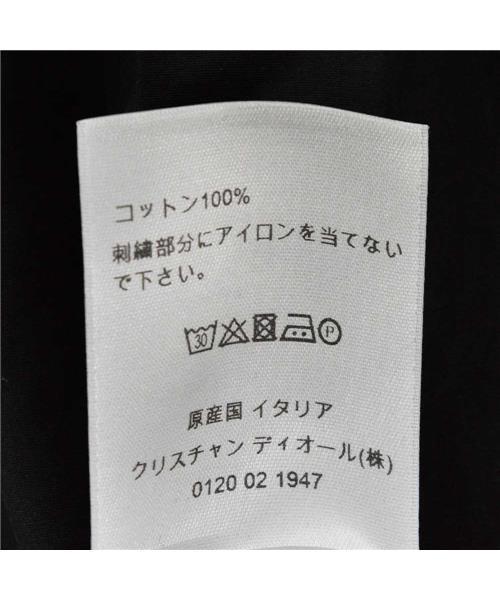 コットン100%
刺繍部分にアイロンを当てない
で下さい。
30 P
原産国 イタリア
クリスチャン ディオール(株)
0120 02 1947